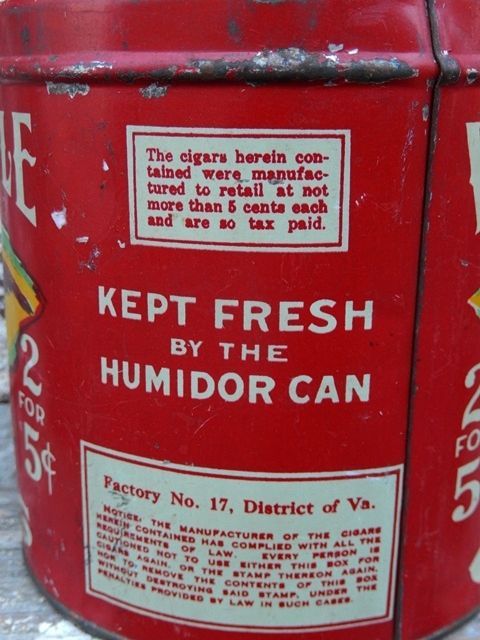 The cigars herein con-
tained were manufac-
tured to retail at not
more than 5 cents each
and are so tax paid.
KEPT FRESH
BY THE
HUMIDOR CAN
2
FOR
5¢
Factory No. 17, District of Va.
NOTICE: THE MANUFACTURER OF THE CIGARS
HEREIN CONTAINED HAS COMPLIED WITH ALL THE
REQUIREMENTS OF LAW. EVERY PERSON IS
CAUTIONED NOT TO USE EITHER THIS BOX FOR
CIGARS AGAIN, OR THE STAMP THEREON AGAIN,
NOR TO REMOVE THE CONTENTS OF THIS BOX
WITHOUT DESTROYING SAID STAMP, UNDER THE
PENALTIES PROVIDED BY LAW IN SUCH CASES.
LE
2
FO
5